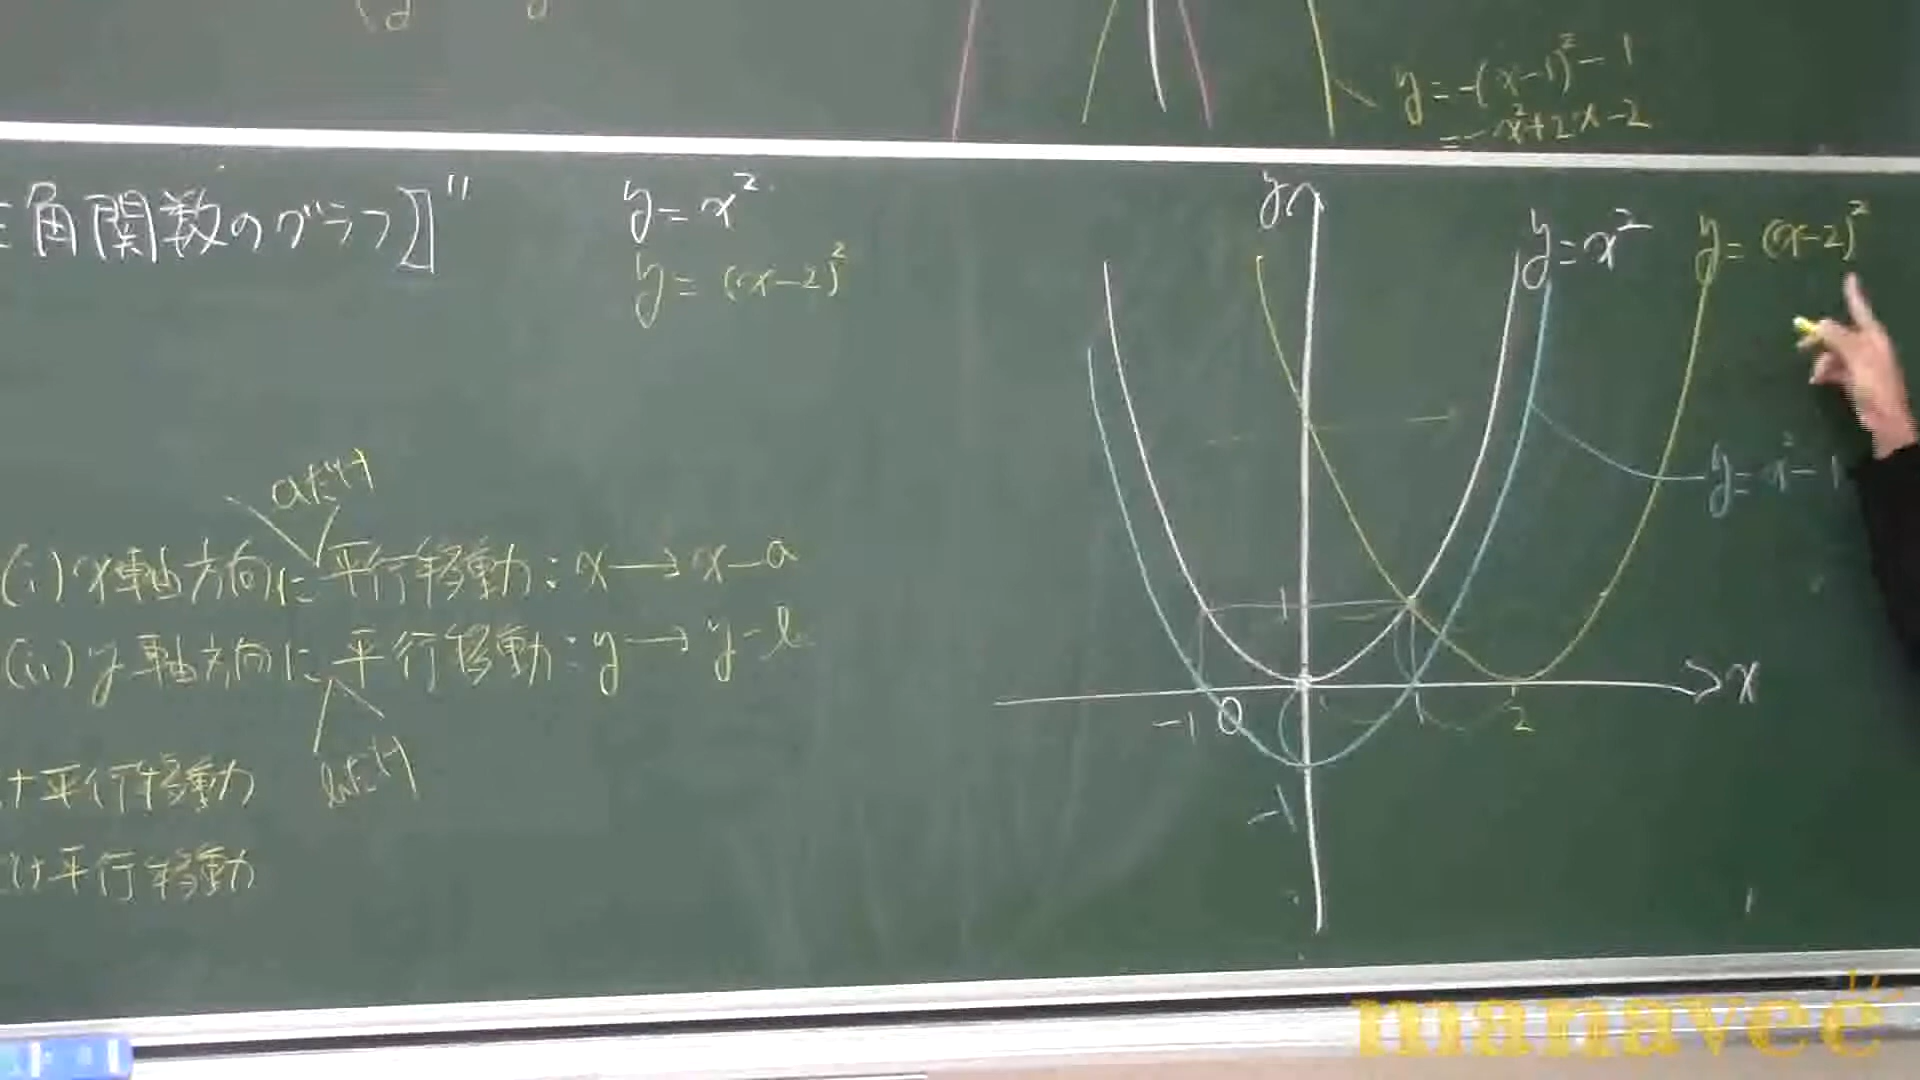 y = -(x-1)² - 1
= -x²+2x-2
角関数のグラフ】"
y = x²
y = (x-2)²
y
y = x²
y = (x-2)²
y = x² - 1
aだけ
(i) x軸方向に平行移動: x → x-a
(ii) y軸方向に平行移動: y → y-b
bだけ
け平行移動
だけ平行移動
1
-1
0
1
2
x
-1
manavee